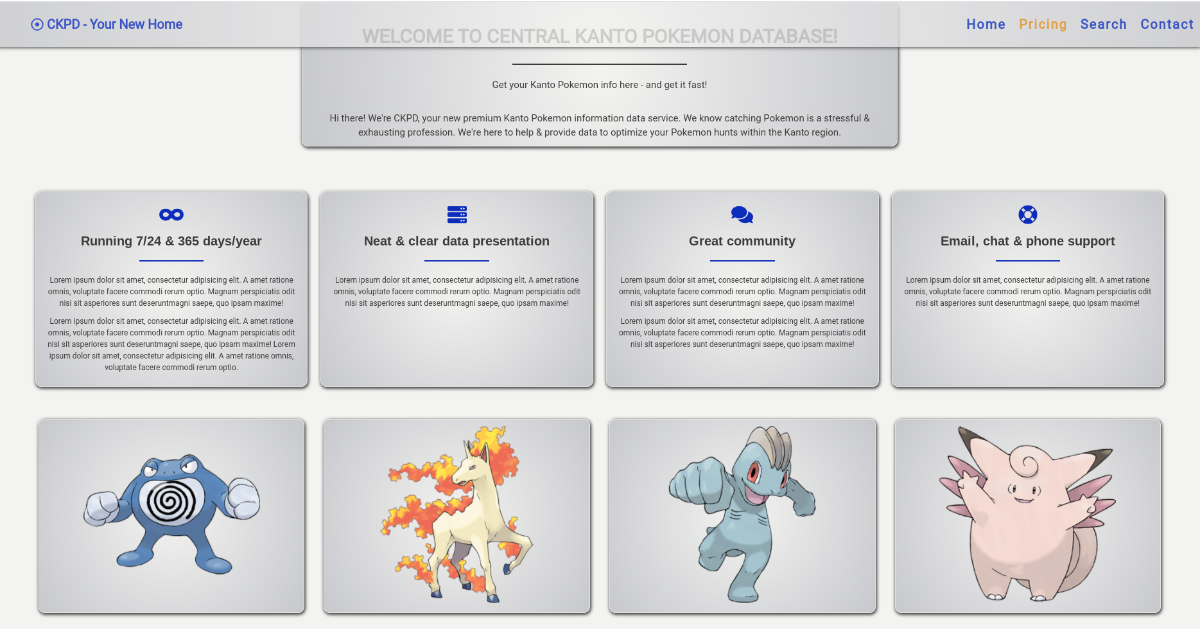 CKPD - Your New Home
Home Pricing Search Contact
WELCOME TO CENTRAL KANTO POKEMON DATABASE!
Get your Kanto Pokemon info here - and get it fast!
Hi there! We're CKPD, your new premium Kanto Pokemon information data service. We know catching Pokemon is a stressful &
exhausting profession. We're here to help & provide data to optimize your Pokemon hunts within the Kanto region.
Running 7/24 & 365 days/year
Lorem ipsum dolor sit amet, consectetur adipisicing elit. A amet ratione
omnis, voluptate facere commodi rerum optio. Magnam perspiciatis odit
nisi sit asperiores sunt deseruntmagni saepe, quo ipsam maxime!
Lorem ipsum dolor sit amet, consectetur adipisicing elit. A amet ratione
omnis, voluptate facere commodi rerum optio. Magnam perspiciatis odit
nisi sit asperiores sunt deseruntmagni saepe, quo ipsam maxime! Lorem
ipsum dolor sit amet, consectetur adipisicing elit. A amet ratione omnis,
voluptate facere commodi rerum optio.
Neat & clear data presentation
Lorem ipsum dolor sit amet, consectetur adipisicing elit. A amet ratione
omnis, voluptate facere commodi rerum optio. Magnam perspiciatis odit
nisi sit asperiores sunt deseruntmagni saepe, quo ipsam maxime!
Great community
Lorem ipsum dolor sit amet, consectetur adipisicing elit. A amet ratione
omnis, voluptate facere commodi rerum optio. Magnam perspiciatis odit
nisi sit asperiores sunt deseruntmagni saepe, quo ipsam maxime!
Lorem ipsum dolor sit amet, consectetur adipisicing elit. A amet ratione
omnis, voluptate facere commodi rerum optio. Magnam perspiciatis odit
nisi sit asperiores sunt deseruntmagni saepe, quo ipsam maxime!
Email, chat & phone support
Lorem ipsum dolor sit amet, consectetur adipisicing elit. A amet ratione
omnis, voluptate facere commodi rerum optio. Magnam perspiciatis odit
nisi sit asperiores sunt deseruntmagni saepe, quo ipsam maxime!